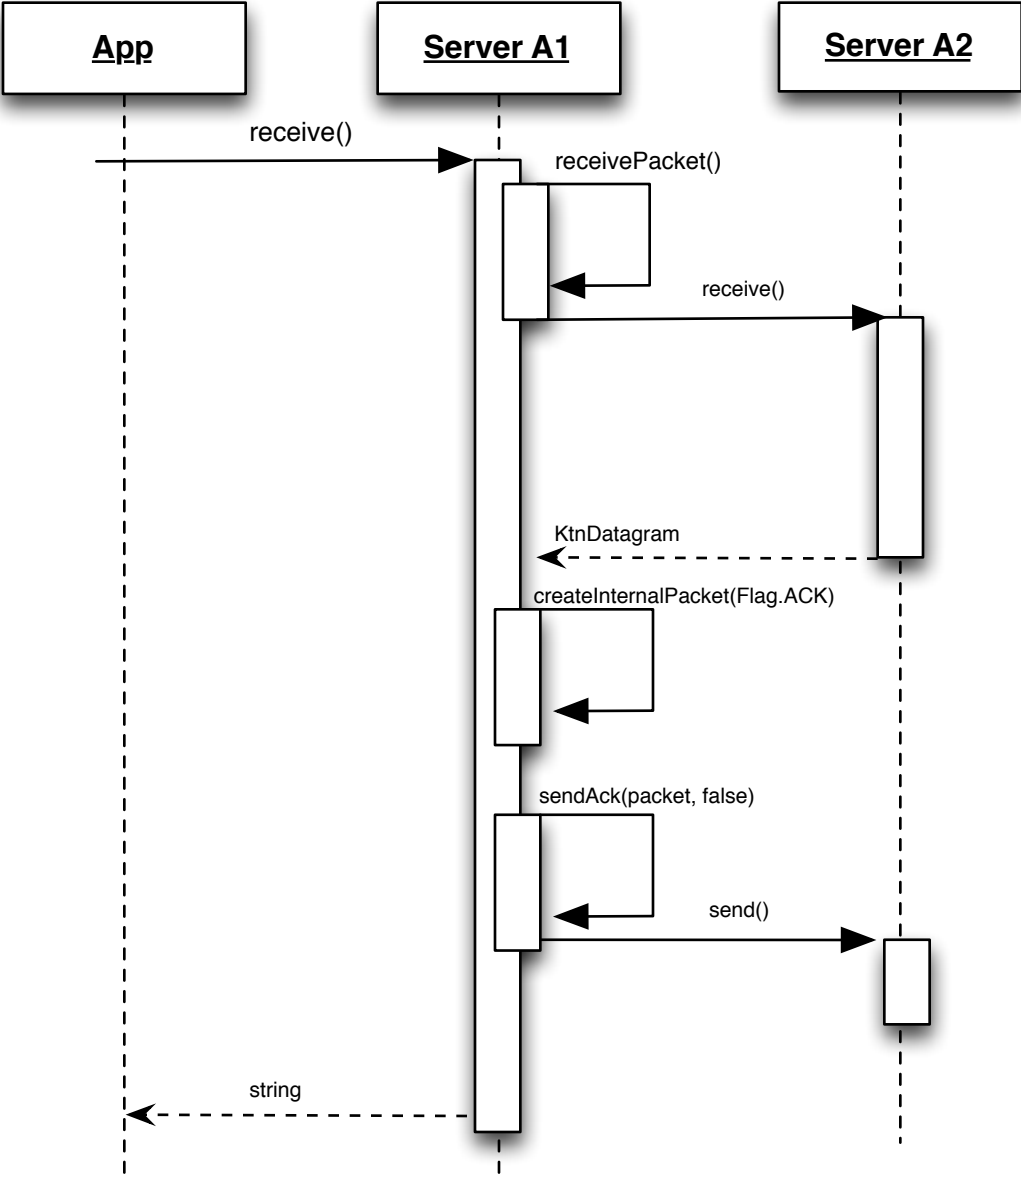 App
Server A1
Server A2
receive()
receivePacket()
receive()
KtnDatagram
createInternalPacket(Flag.ACK)
sendAck(packet, false)
send()
string